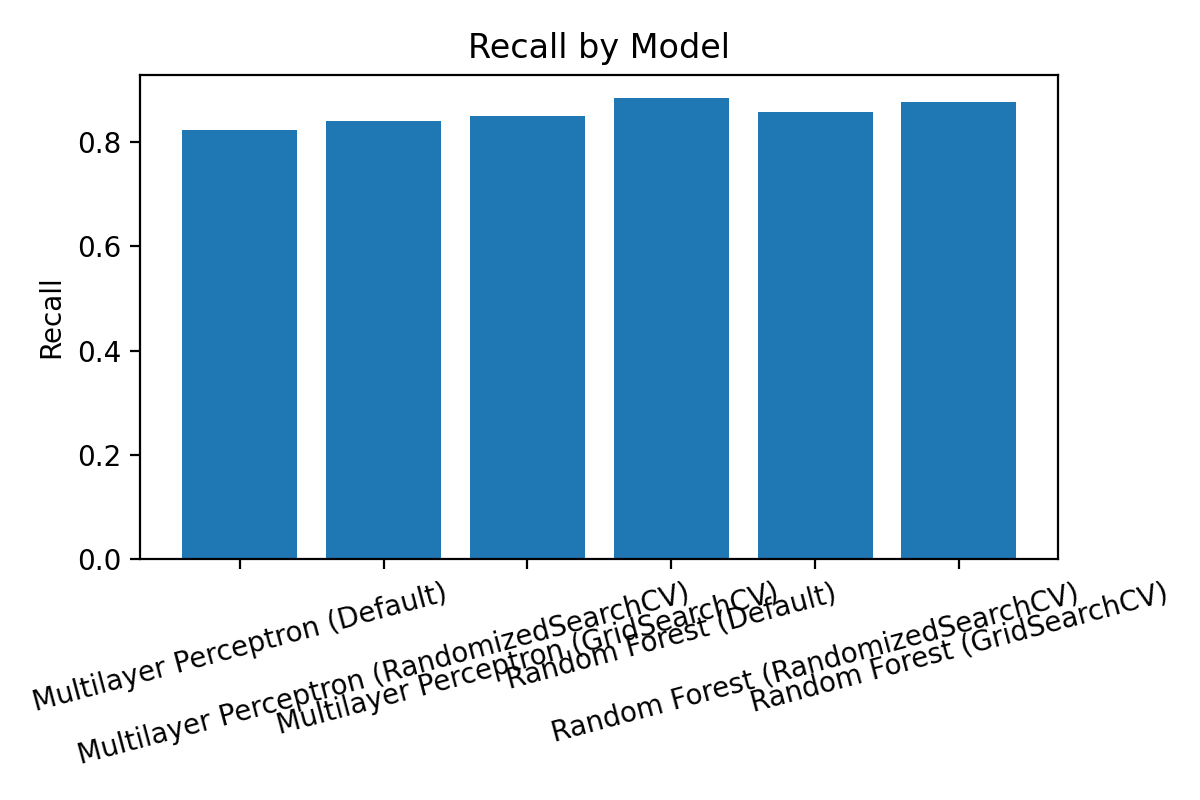 Recall by Model
Recall
0.8
0.6
0.4
0.2
0.0
Multilayer Perceptron (Default)
Multilayer Perceptron (RandomizedSearchCV)
Multilayer Perceptron (GridSearchCV)
Random Forest (Default)
Random Forest (RandomizedSearchCV)
Random Forest (GridSearchCV)